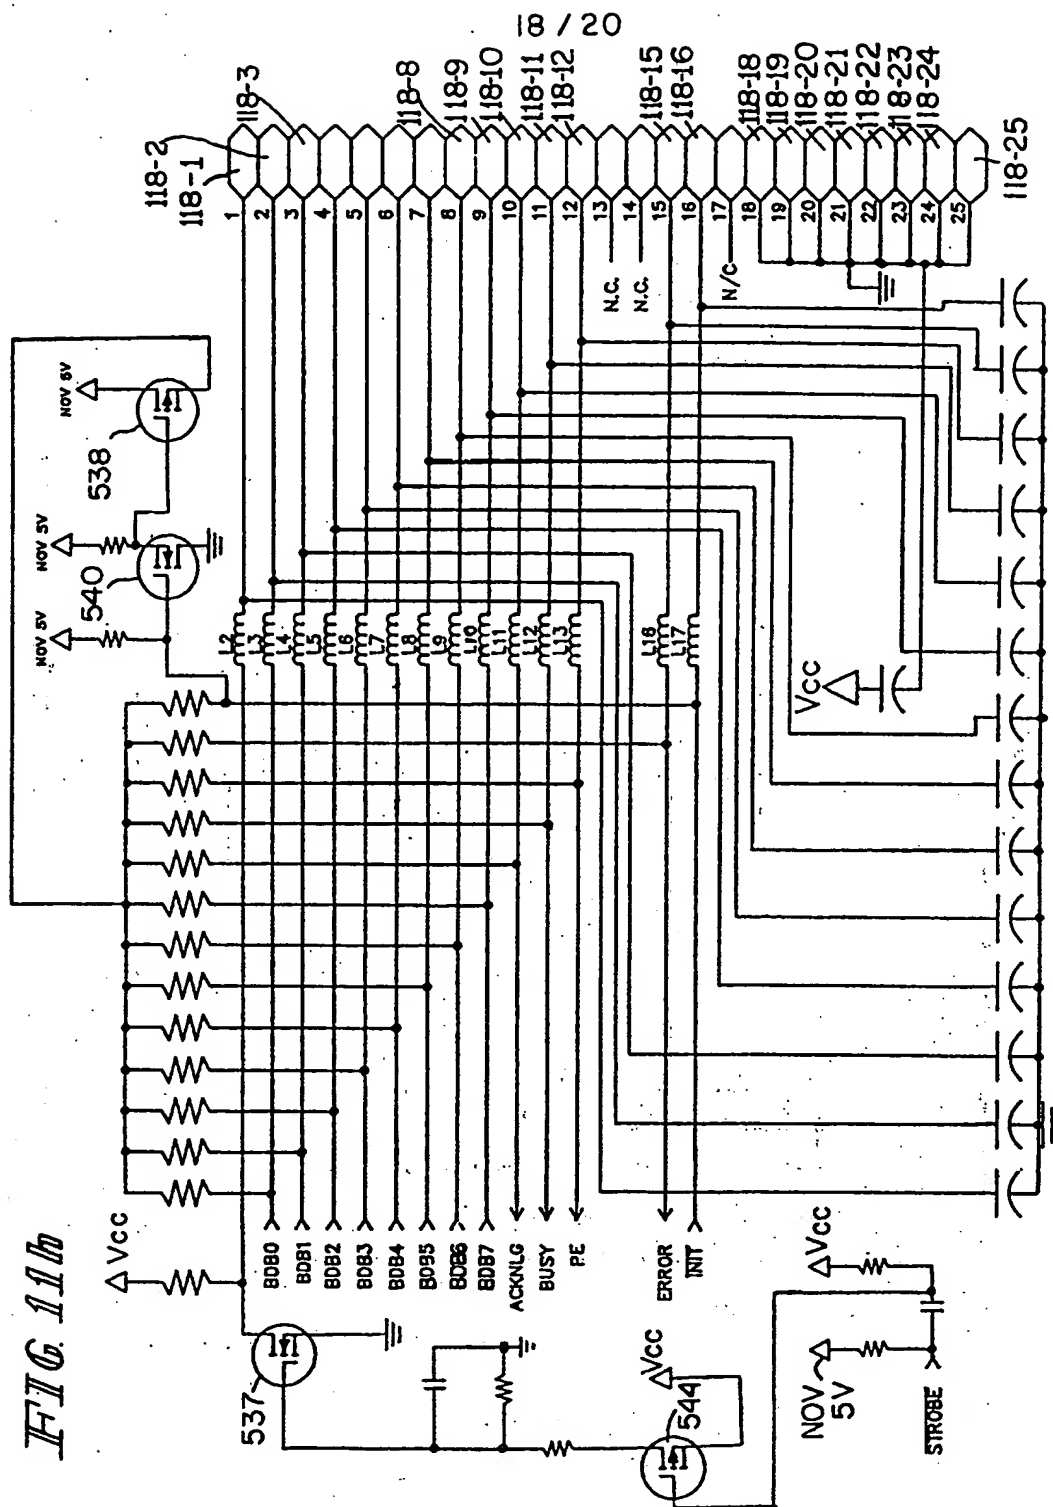 18/20
118-3
118-2
118-1
118-8
118-9
118-10
118-11
118-12
118-15
118-16
118-18
118-19
118-20
118-21
118-22
118-23
118-24
118-25
1
2
3
4
5
6
7
8
9
10
11
12
13
14
15
16
17
18
19
20
21
22
23
24
25
N.C.
N.C.
N/C
NOV 5V
538
NOV 5V
540
NOV 5V
L2
L3
L4
L5
L6
L7
L8
L9
L10
L11
L12
L13
L16
L17
VCC
FIG. 11h
VCC
BDB0
BDB1
BDB2
BDB3
BDB4
BDB5
BDB6
BDB7
ACKNLG
BUSY
P.E
ERROR
INIT
537
VCC
544
VCC
NOV
5V
STROBE